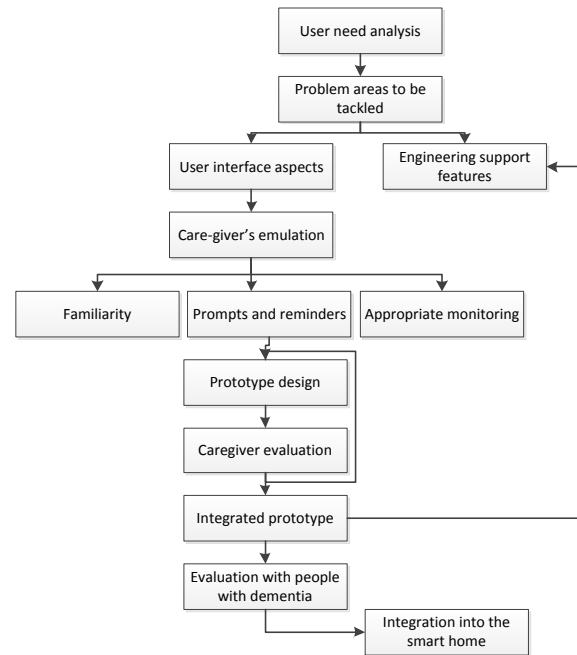 User need analysis
Problem areas to be
tackled
User interface aspects
Engineering support
features
Care-giver's emulation
Familiarity
Prompts and reminders
Appropriate monitoring
Prototype design
Caregiver evaluation
Integrated prototype
Evaluation with people
with dementia
Integration into the
smart home